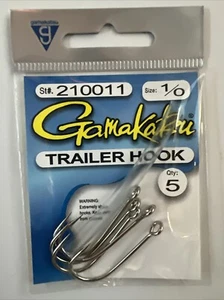 St#. 210011 Size: 1/0
Gamakatsu
TRAILER HOOK
Qty:
5
WARNING: